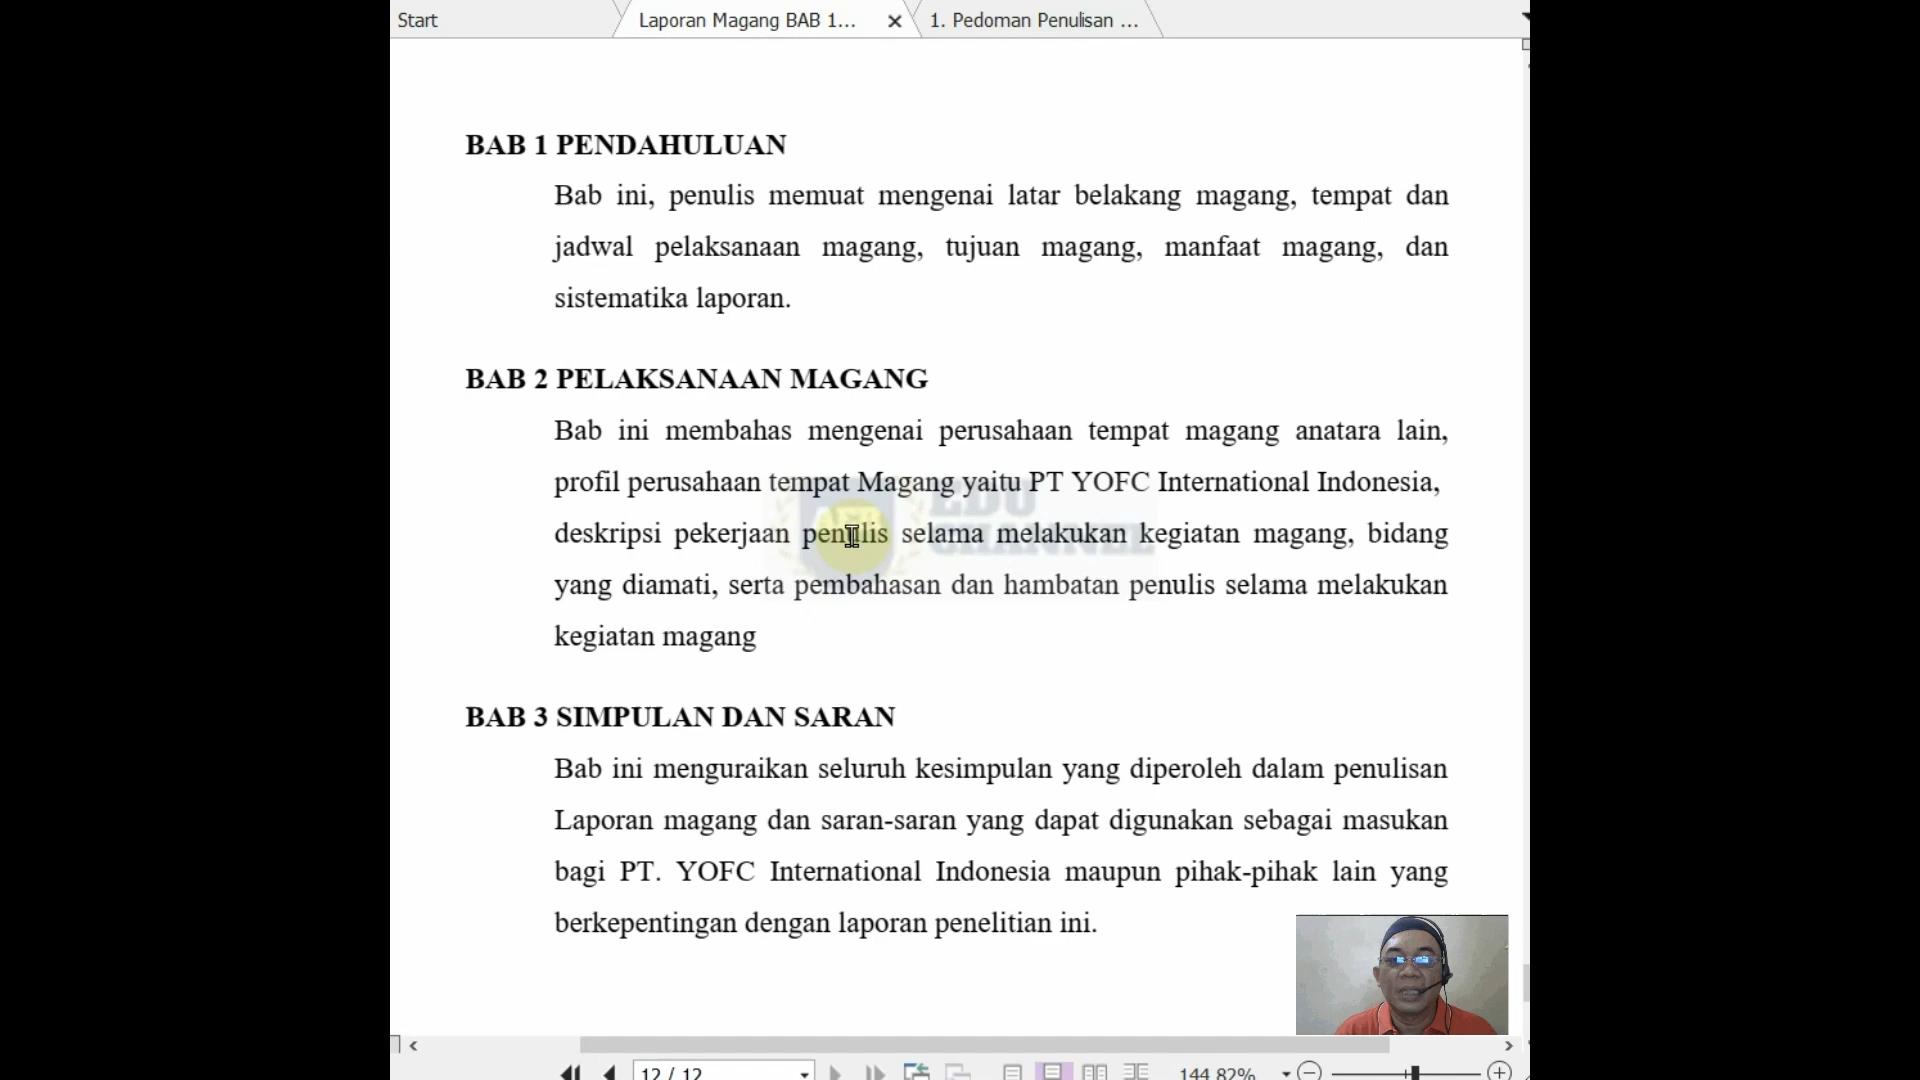 Start
Laporan Magang BAB 1...
1. Pedoman Penulisan ...
BAB 1 PENDAHULUAN
Bab ini, penulis memuat mengenai latar belakang magang, tempat dan
jadwal pelaksanaan magang, tujuan magang, manfaat magang, dan
sistematika laporan.
BAB 2 PELAKSANAAN MAGANG
Bab ini membahas mengenai perusahaan tempat magang anatara lain,
profil perusahaan tempat Magang yaitu PT YOFC International Indonesia,
EDU
CHANNEL
deskripsi pekerjaan penulis selama melakukan kegiatan magang, bidang
yang diamati, serta pembahasan dan hambatan penulis selama melakukan
kegiatan magang
BAB 3 SIMPULAN DAN SARAN
Bab ini menguraikan seluruh kesimpulan yang diperoleh dalam penulisan
Laporan magang dan saran-saran yang dapat digunakan sebagai masukan
bagi PT. YOFC International Indonesia maupun pihak-pihak lain yang
berkepentingan dengan laporan penelitian ini.
12 / 12
144.82%